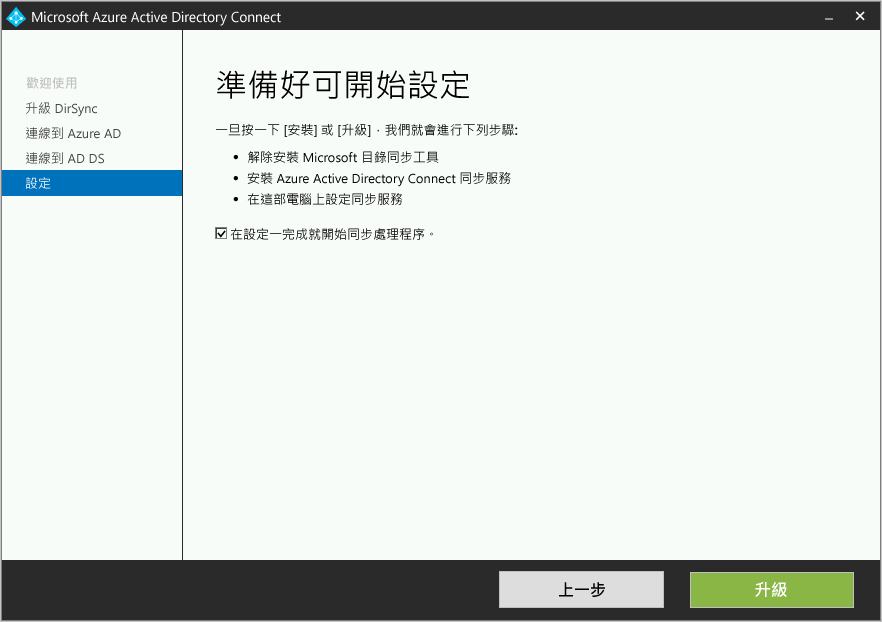 Microsoft Azure Active Directory Connect
歡迎使用
升級 DirSync
連線到 Azure AD
連線到 AD DS
設定
準備好可開始設定
一旦按一下 [安裝] 或 [升級]，我們就會進行下列步驟:
• 解除安裝 Microsoft 目錄同步工具
• 安裝 Azure Active Directory Connect 同步服務
• 在這部電腦上設定同步服務
在設定一完成就開始同步處理程序。
上一步
升級